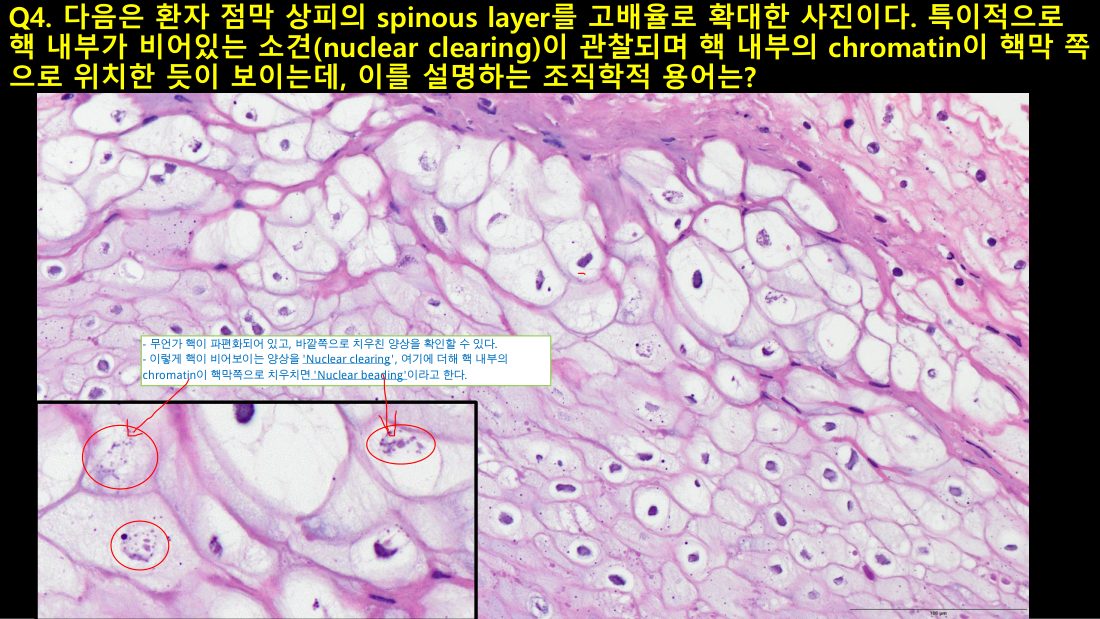 Q4. 다음은 환자 점막 상피의 spinous layer를 고배율로 확대한 사진이다. 특이적으로
핵 내부가 비어있는 소견(nuclear clearing)이 관찰되며 핵 내부의 chromatin이 핵막 쪽
으로 위치한 듯이 보이는데, 이를 설명하는 조직학적 용어는?
- 무언가 핵이 파편화되어 있고, 바깥쪽으로 치우친 양상을 확인할 수 있다.
- 이렇게 핵이 비어보이는 양상을 'Nuclear clearing', 여기에 더해 핵 내부의
chromatin이 핵막쪽으로 치우치면 'Nuclear beading'이라고 한다.
100 μm